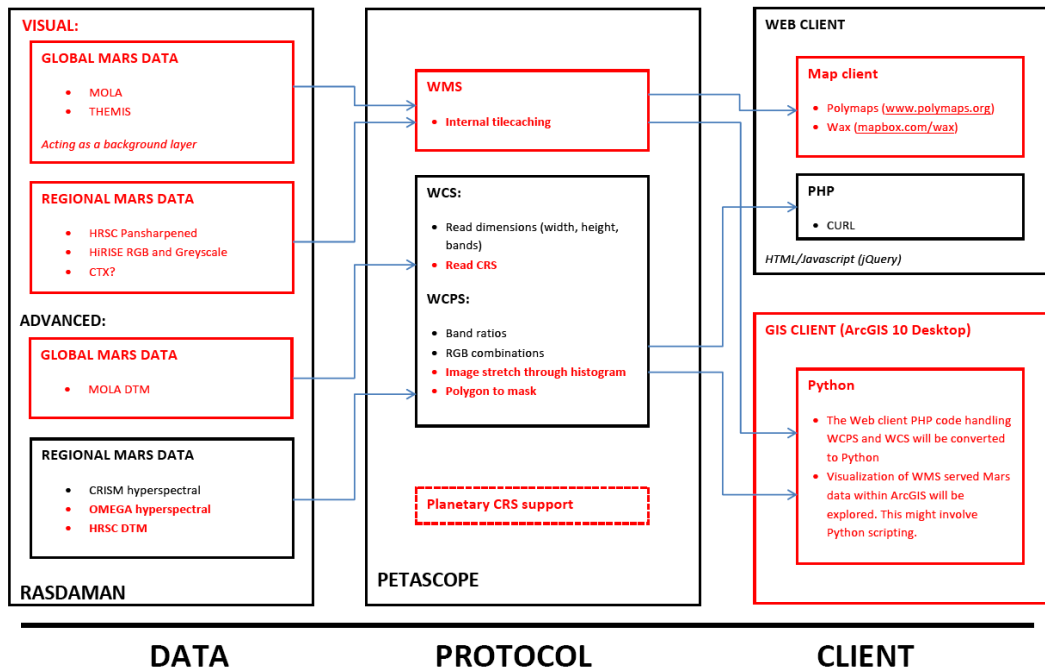 VISUAL:
GLOBAL MARS DATA
• MOLA
• THEMIS
Acting as a background layer
REGIONAL MARS DATA
• HRSC Pansharpened
• HiRISE RGB and Greyscale
• CTX?
ADVANCED:
GLOBAL MARS DATA
• MOLA DTM
REGIONAL MARS DATA
• CRISM hyperspectral
• OMEGA hyperspectral
• HRSC DTM
RASDAMAN
WMS
• Internal tilecaching
WCS:
• Read dimensions (width, height,
bands)
• Read CRS
WCPS:
• Band ratios
• RGB combinations
• Image stretch through histogram
• Polygon to mask
Planetary CRS support
PETASCOPE
WEB CLIENT
Map client
• Polymaps (www.polymaps.org)
• Wax (mapbox.com/wax)
PHP
• CURL
HTML/Javascript (jQuery)
GIS CLIENT (ArcGIS 10 Desktop)
Python
• The Web client PHP code handling
WCPS and WCS will be converted
to Python
• Visualization of WMS served Mars
data within ArcGIS will be
explored. This might involve
Python scripting.
DATA
PROTOCOL
CLIENT